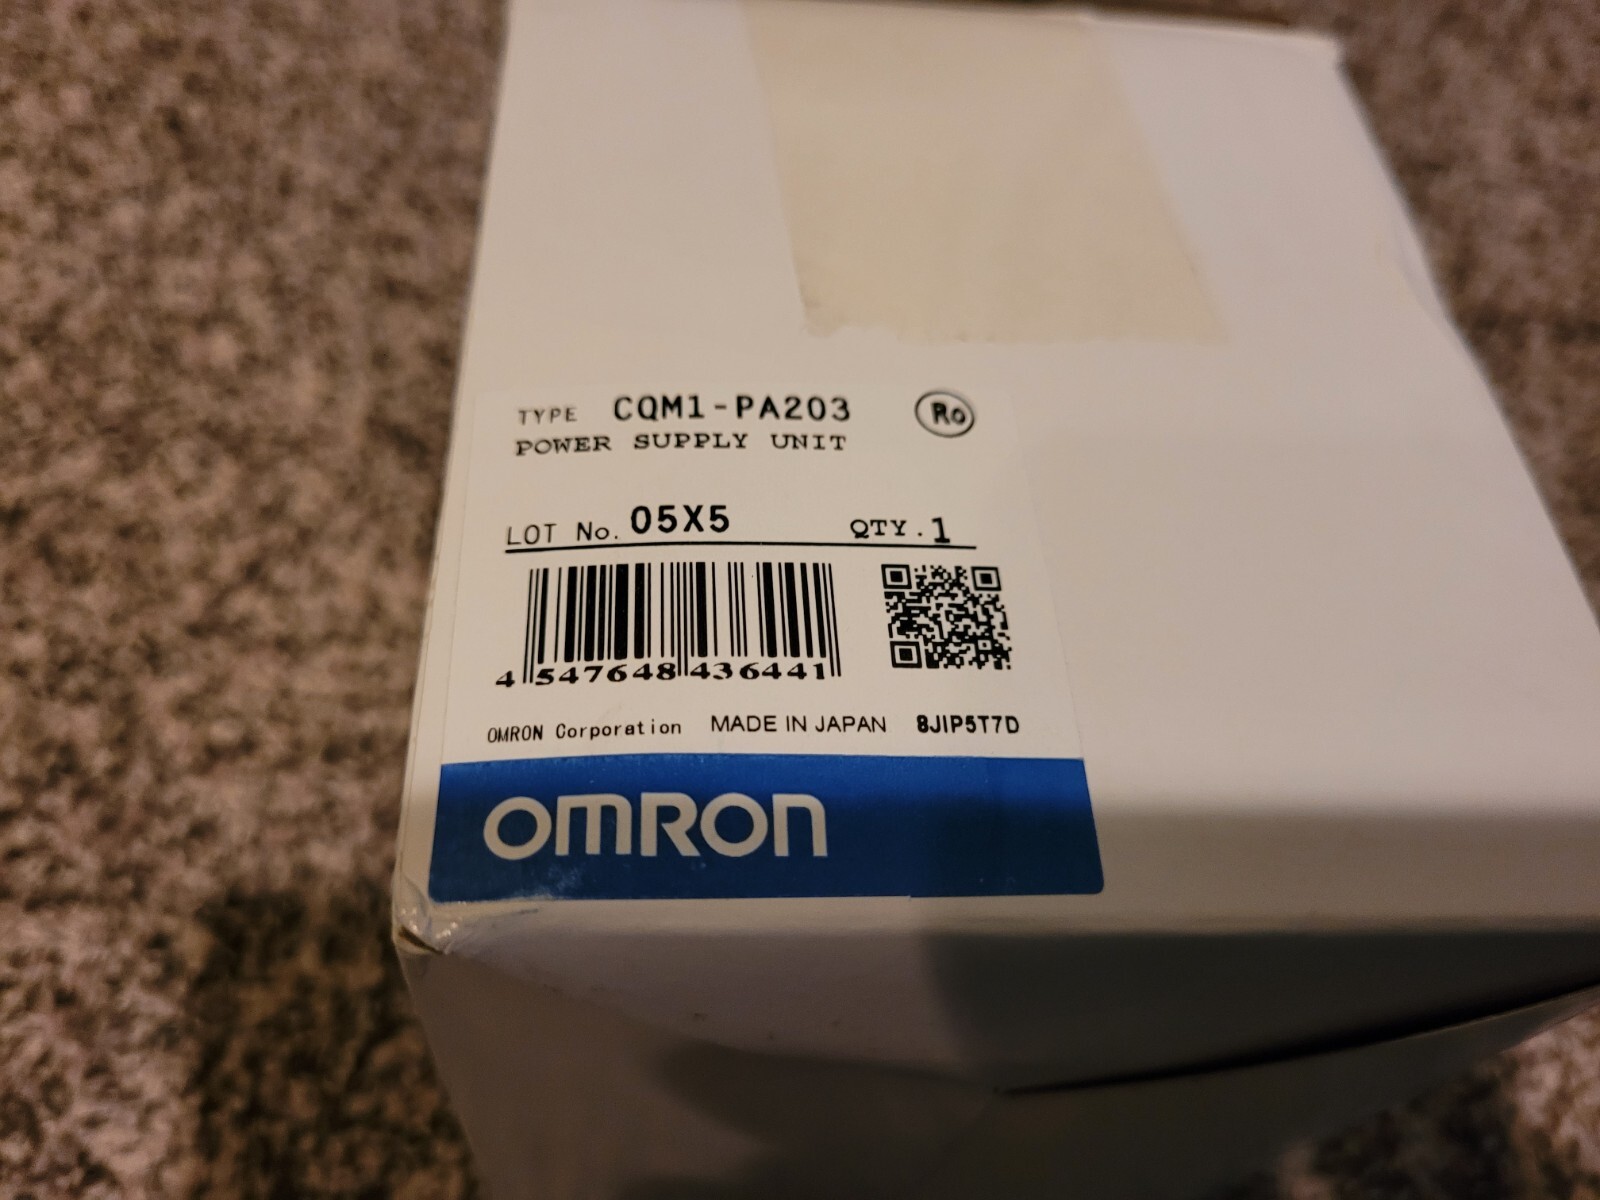 TYPE CQM1-PA203 Ro
POWER SUPPLY UNIT
LOT No. 05X5 QTY. 1
4 547648 436441
OMRON Corporation MADE IN JAPAN 8JIP5T7D
OMRON